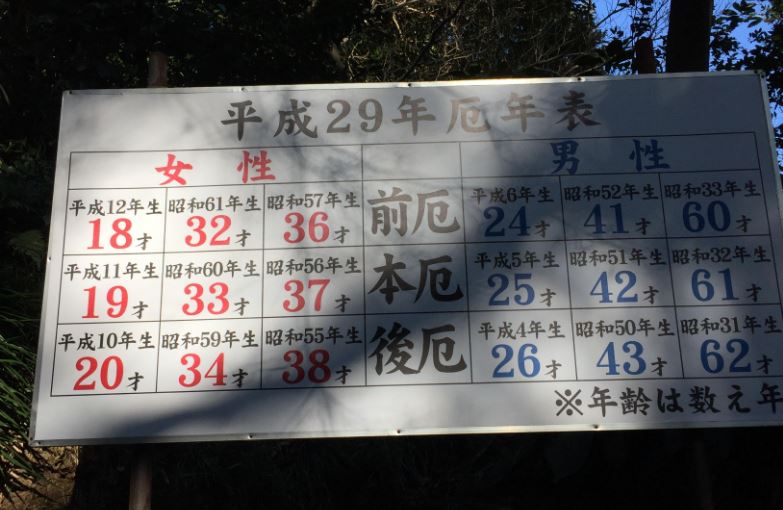 平成29年厄年表
女性 男性
平成12年生 昭和61年生 昭和57年生 前厄 平成6年生 昭和52年生 昭和33年生
18才 32才 36才 24才 41才 60才
平成11年生 昭和60年生 昭和56年生 本厄 平成5年生 昭和51年生 昭和32年生
19才 33才 37才 25才 42才 61才
平成10年生 昭和59年生 昭和55年生 後厄 平成4年生 昭和50年生 昭和31年生
20才 34才 38才 26才 43才 62才
※年齢は数え年